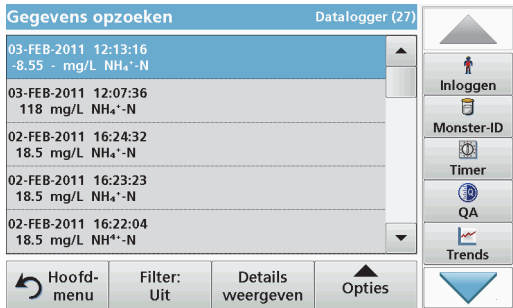 Gegevens opzoeken
Datalogger (27)
03-FEB-2011 12:13:16
-8.55 - mg/L NH₄⁺-N
03-FEB-2011 12:07:36
118 mg/L NH₄⁺-N
02-FEB-2011 16:24:32
18.5 mg/L NH₄⁺-N
02-FEB-2011 16:23:23
18.5 mg/L NH₄⁺-N
02-FEB-2011 16:22:04
18.5 mg/L NH⁴⁺-N
Inloggen
Monster-ID
Timer
QA
Trends
Hoofd-
menu
Filter:
Uit
Details
weergeven
Opties